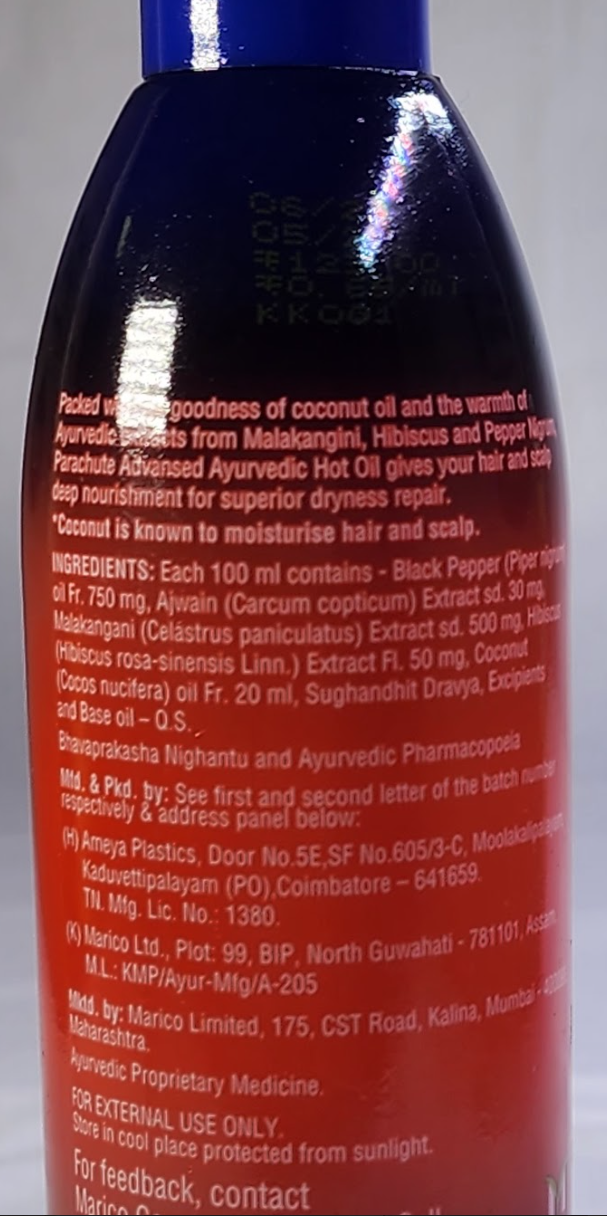 06/
05/
KK001
Packed goodness of coconut oil and the warmth of
Ayurvedic from Malakangini, Hibiscus and Pepper Nigrum,
Parachute Advansed Ayurvedic Hot Oil gives your hair and scalp
deep nourishment for superior dryness repair.
*Coconut is known to moisturise hair and scalp.
INGREDIENTS: Each 100 ml contains - Black Pepper (Piper nigrum
oil Fr. 750 mg, Ajwain (Carcum copticum) Extract sd. 30 mg,
Malakangani (Celastrus paniculatus) Extract sd. 500 mg, Hibiscus
(Hibiscus rosa-sinensis Linn.) Extract Fl. 50 mg, Coconut
(Cocos nucifera) oil Fr. 20 ml, Sughandhit Dravya, Excipients
and Base oil – Q.S.
Bhavaprakasha Nighantu and Ayurvedic Pharmacopoeia
Mfd. & Pkd. by: See first and second letter of the batch number
respectively & address panel below:
(H) Ameya Plastics, Door No.5E,SF No.605/3-C, Moolakalipalayam,
Kaduvettipalayam (PO),Coimbatore – 641659.
TN. Mfg. Lic. No.: 1380.
(K) Marico Ltd., Plot: 99, BIP, North Guwahati - 781101, Assam.
M.L.: KMP/Ayur-Mfg/A-205
Mktd. by: Marico Limited, 175, CST Road, Kalina, Mumbai -
Maharashtra.
Ayurvedic Proprietary Medicine.
FOR EXTERNAL USE ONLY.
Store in cool place protected from sunlight.
For feedback, contact
Marico